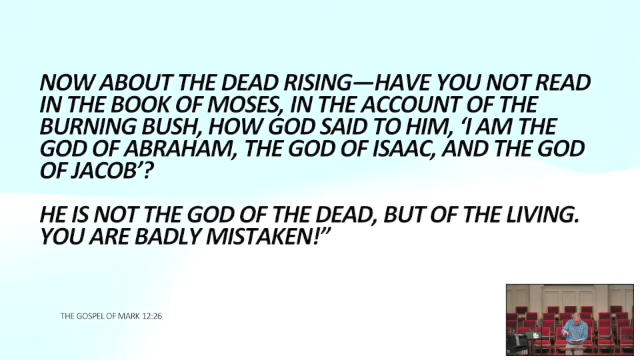 NOW ABOUT THE DEAD RISING—HAVE YOU NOT READ
IN THE BOOK OF MOSES, IN THE ACCOUNT OF THE
BURNING BUSH, HOW GOD SAID TO HIM, ‘I AM THE
GOD OF ABRAHAM, THE GOD OF ISAAC, AND THE GOD
OF JACOB’?
HE IS NOT THE GOD OF THE DEAD, BUT OF THE LIVING.
YOU ARE BADLY MISTAKEN!”
THE GOSPEL OF MARK 12:26